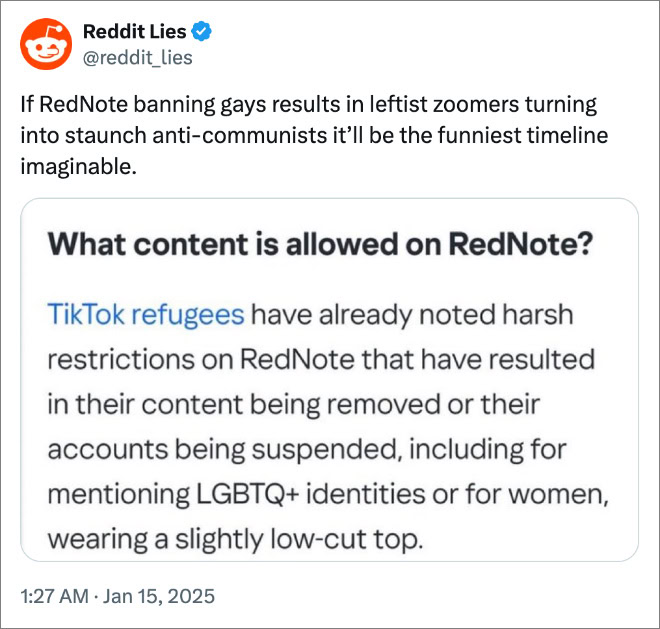 Reddit Lies
@reddit_lies
If RedNote banning gays results in leftist zoomers turning
into staunch anti-communists it’ll be the funniest timeline
imaginable.
What content is allowed on RedNote?
TikTok refugees have already noted harsh
restrictions on RedNote that have resulted
in their content being removed or their
accounts being suspended, including for
mentioning LGBTQ+ identities or for women,
wearing a slightly low-cut top.
1:27 AM · Jan 15, 2025